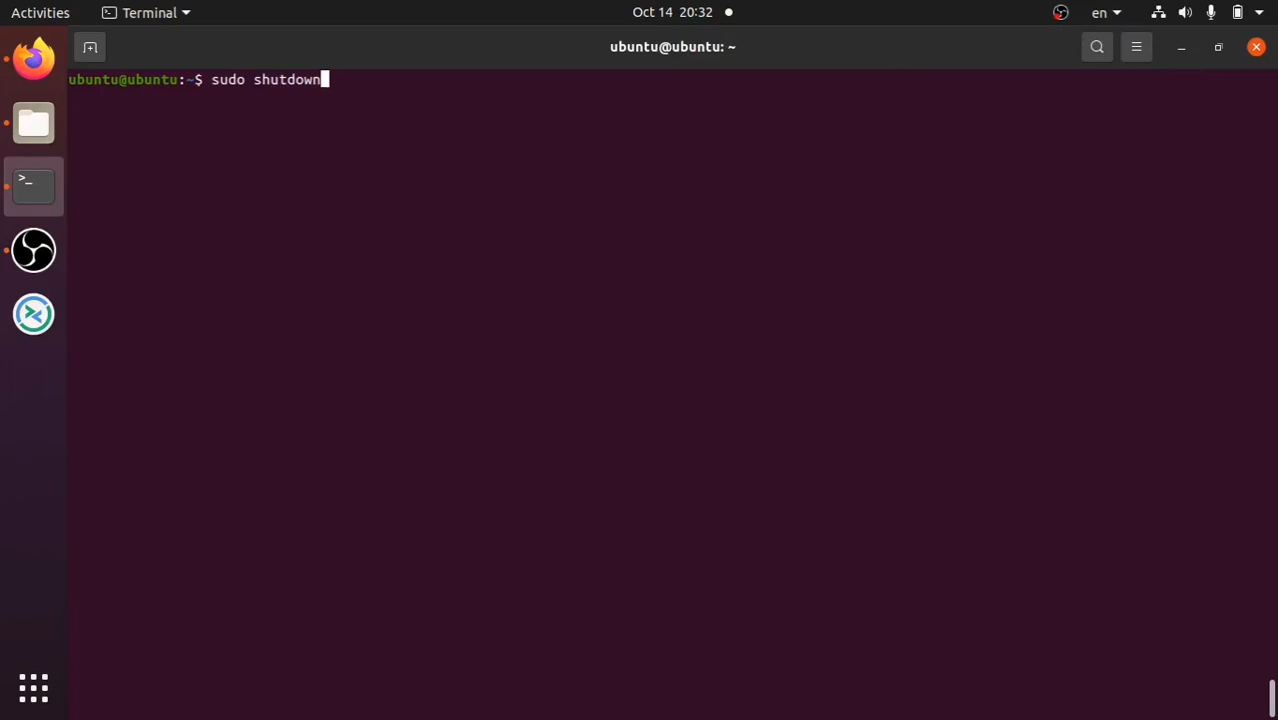 Activities
Terminal
Oct 14 20:32
en
ubuntu@ubuntu: ~
ubuntu@ubuntu:~$ sudo shutdown
>_